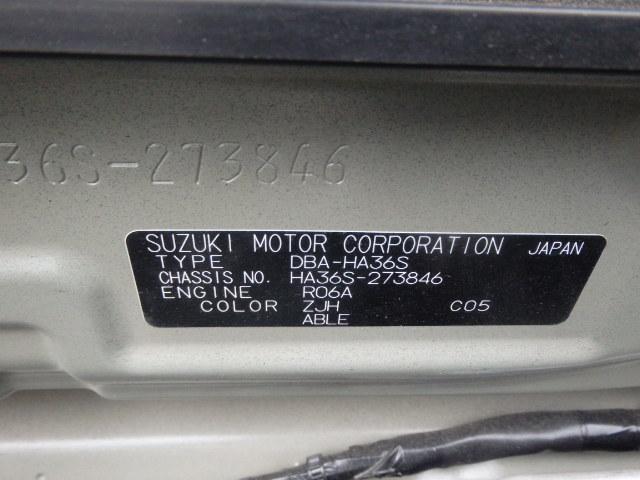 36S-273846
SUZUKI MOTOR CORPORATION JAPAN
TYPE DBA-HA36S
CHASSIS NO. HA36S-273846
ENGINE R06A
COLOR ZJH C05
ABLE